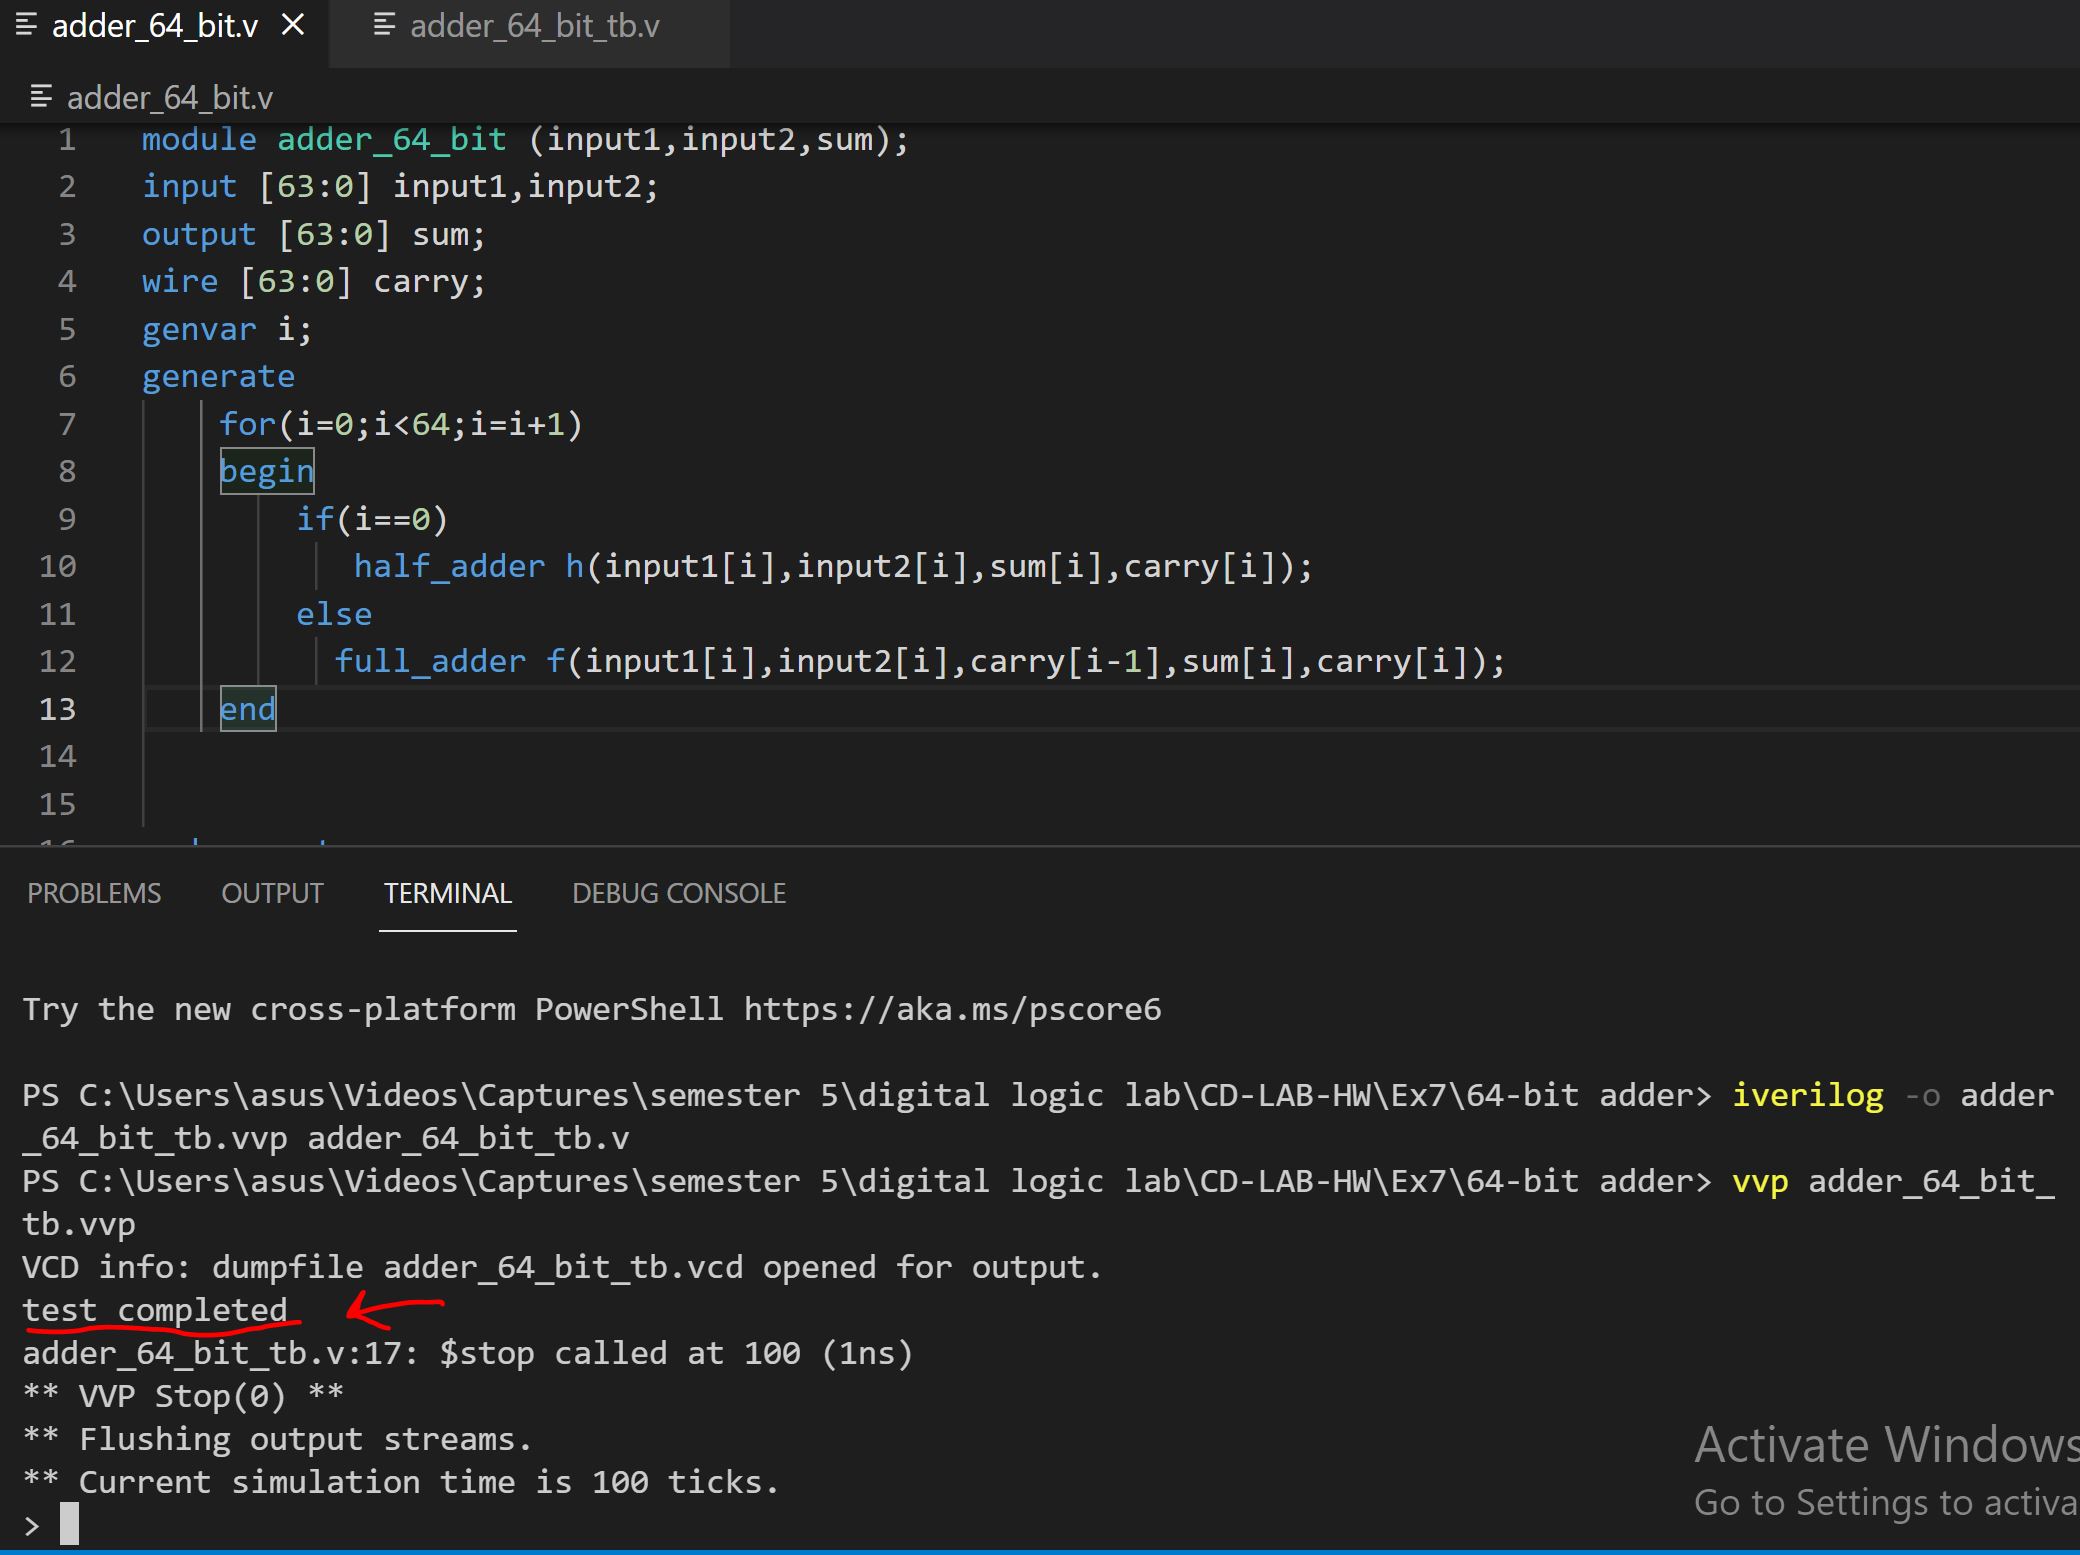 adder_64_bit.v
adder_64_bit_tb.v
adder_64_bit.v
1 module adder_64_bit (input1,input2,sum);
2 input [63:0] input1,input2;
3 output [63:0] sum;
4 wire [63:0] carry;
5 genvar i;
6 generate
7 for(i=0;i<64;i=i+1)
8 begin
9 if(i==0)
10 half_adder h(input1[i],input2[i],sum[i],carry[i]);
11 else
12 full_adder f(input1[i],input2[i],carry[i-1],sum[i],carry[i]);
13 end
14
15
PROBLEMS OUTPUT TERMINAL DEBUG CONSOLE
Try the new cross-platform PowerShell https://aka.ms/pscore6
PS C:\Users\asus\Videos\Captures\semester 5\digital logic lab\CD-LAB-HW\Ex7\64-bit adder> iverilog -o adder
_64_bit_tb.vvp adder_64_bit_tb.v
PS C:\Users\asus\Videos\Captures\semester 5\digital logic lab\CD-LAB-HW\Ex7\64-bit adder> vvp adder_64_bit_
tb.vvp
VCD info: dumpfile adder_64_bit_tb.vcd opened for output.
test completed
adder_64_bit_tb.v:17: $stop called at 100 (1ns)
** VVP Stop(0) **
** Flushing output streams.
** Current simulation time is 100 ticks.
>
Activate Windows
Go to Settings to activa